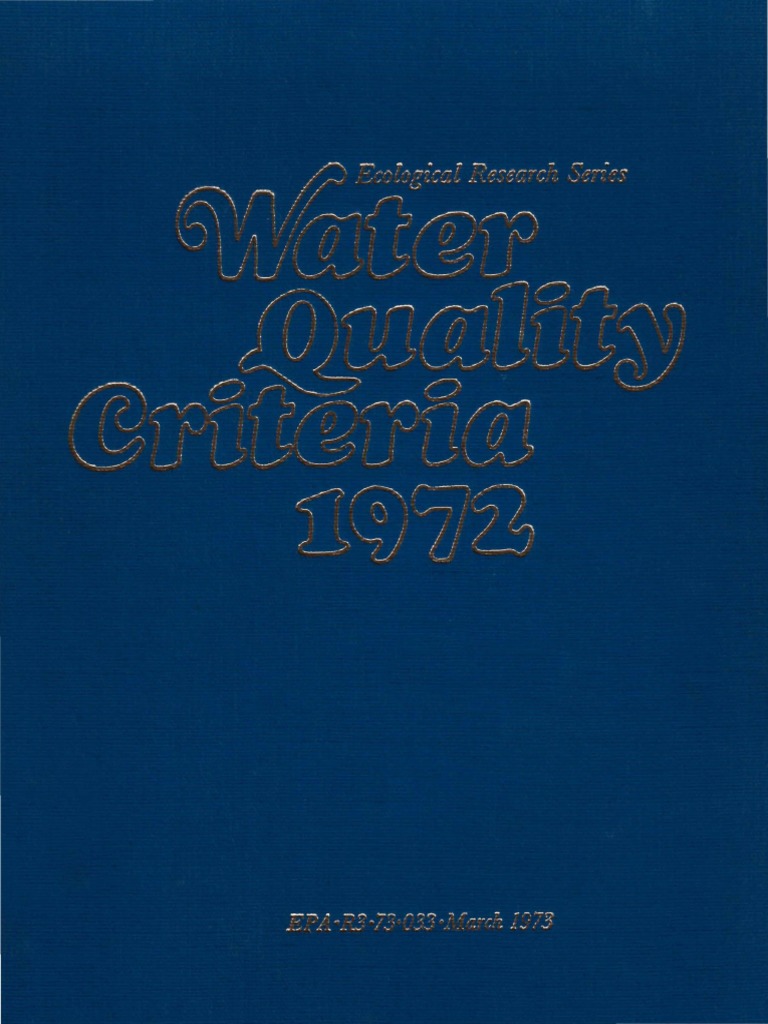 Ecological Research Series
Water
Quality
Criteria
1972
EPA-R3-73-033-March 1973